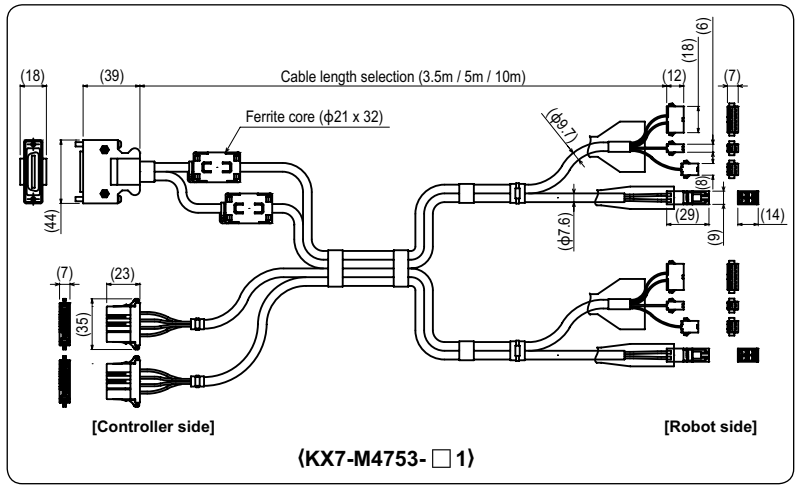 (6)
(18)
(18)
(39)
Cable length selection (3.5m / 5m / 10m)
(12)
(7)
Ferrite core (ϕ21 x 32)
(ϕ9.7)
(44)
(8)
(29)
(14)
(ϕ7.6)
(9)
(7)
(23)
(35)
[Controller side]
[Robot side]
⟨KX7-M4753- □ 1⟩